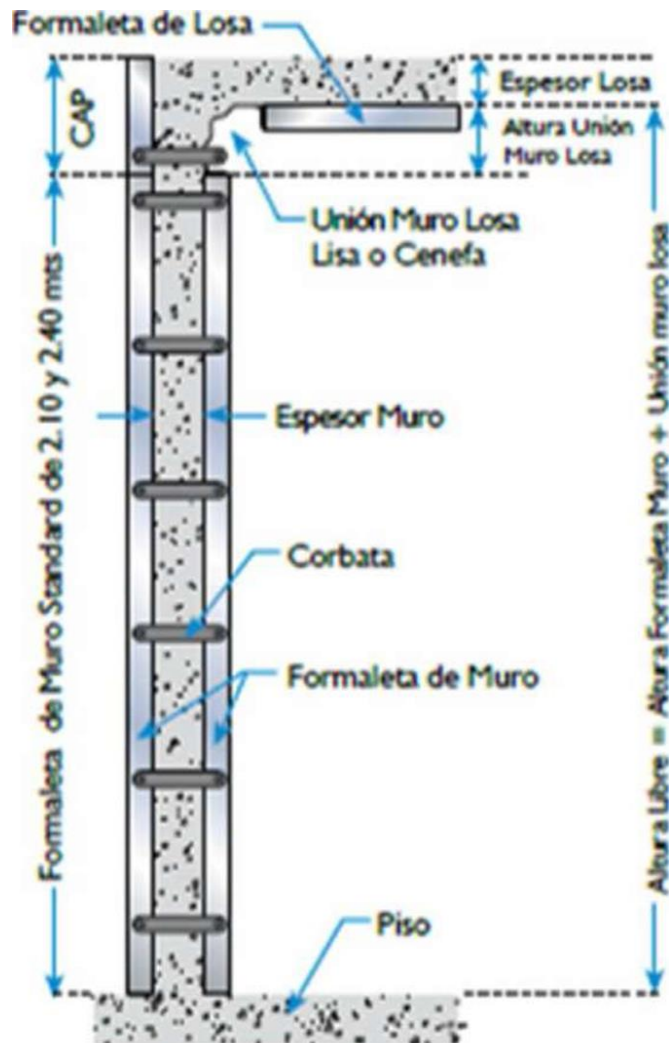 Formaleta de Losa
CAP
Espesor Losa
Altura Unión
Muro Losa
Unión Muro Losa
Lisa o Cenefa
Formaleta de Muro Standard de 2.10 y 2.40 mts
Espesor Muro
Corbata
Formaleta de Muro
Altura Libre = Altura Formaleta Muro + Unión muro losa
Piso